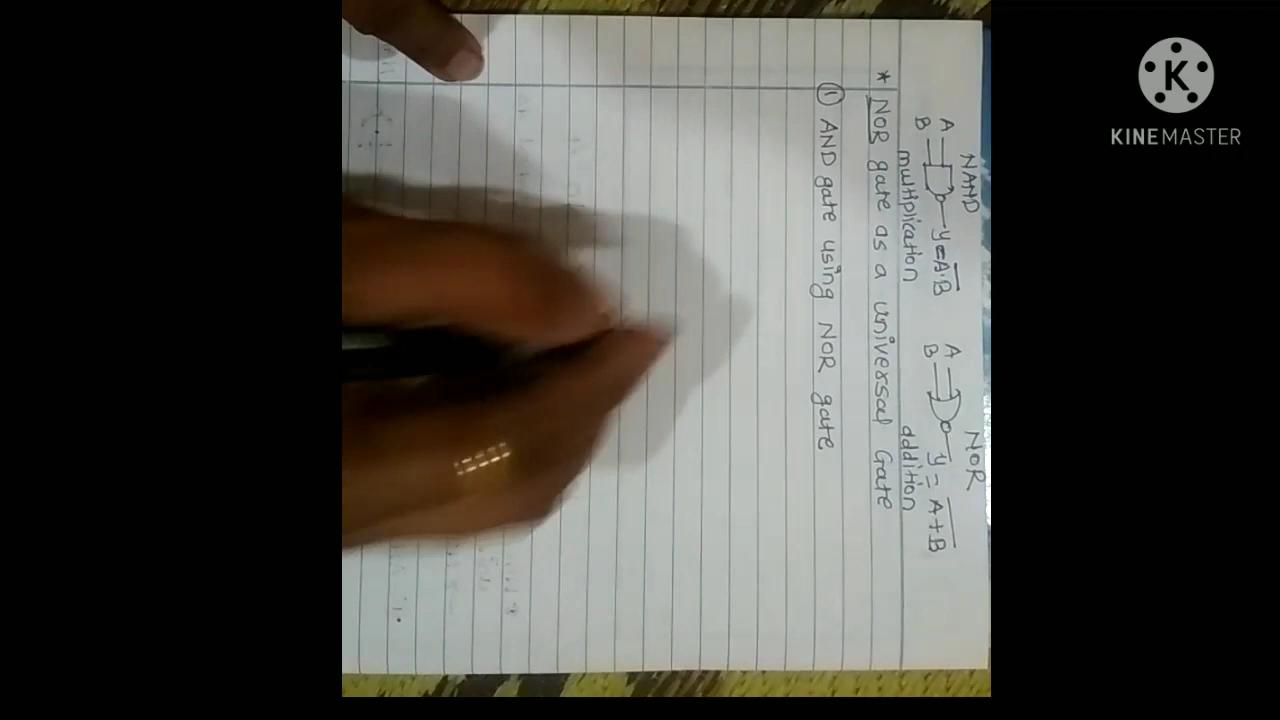 NAND
A
B
y=A·B̅
multiplication
NOR
A
B
y = A+B̅
addition
* NOR gate as a universal Gate
① AND gate using NOR gate
K
KINEMASTER